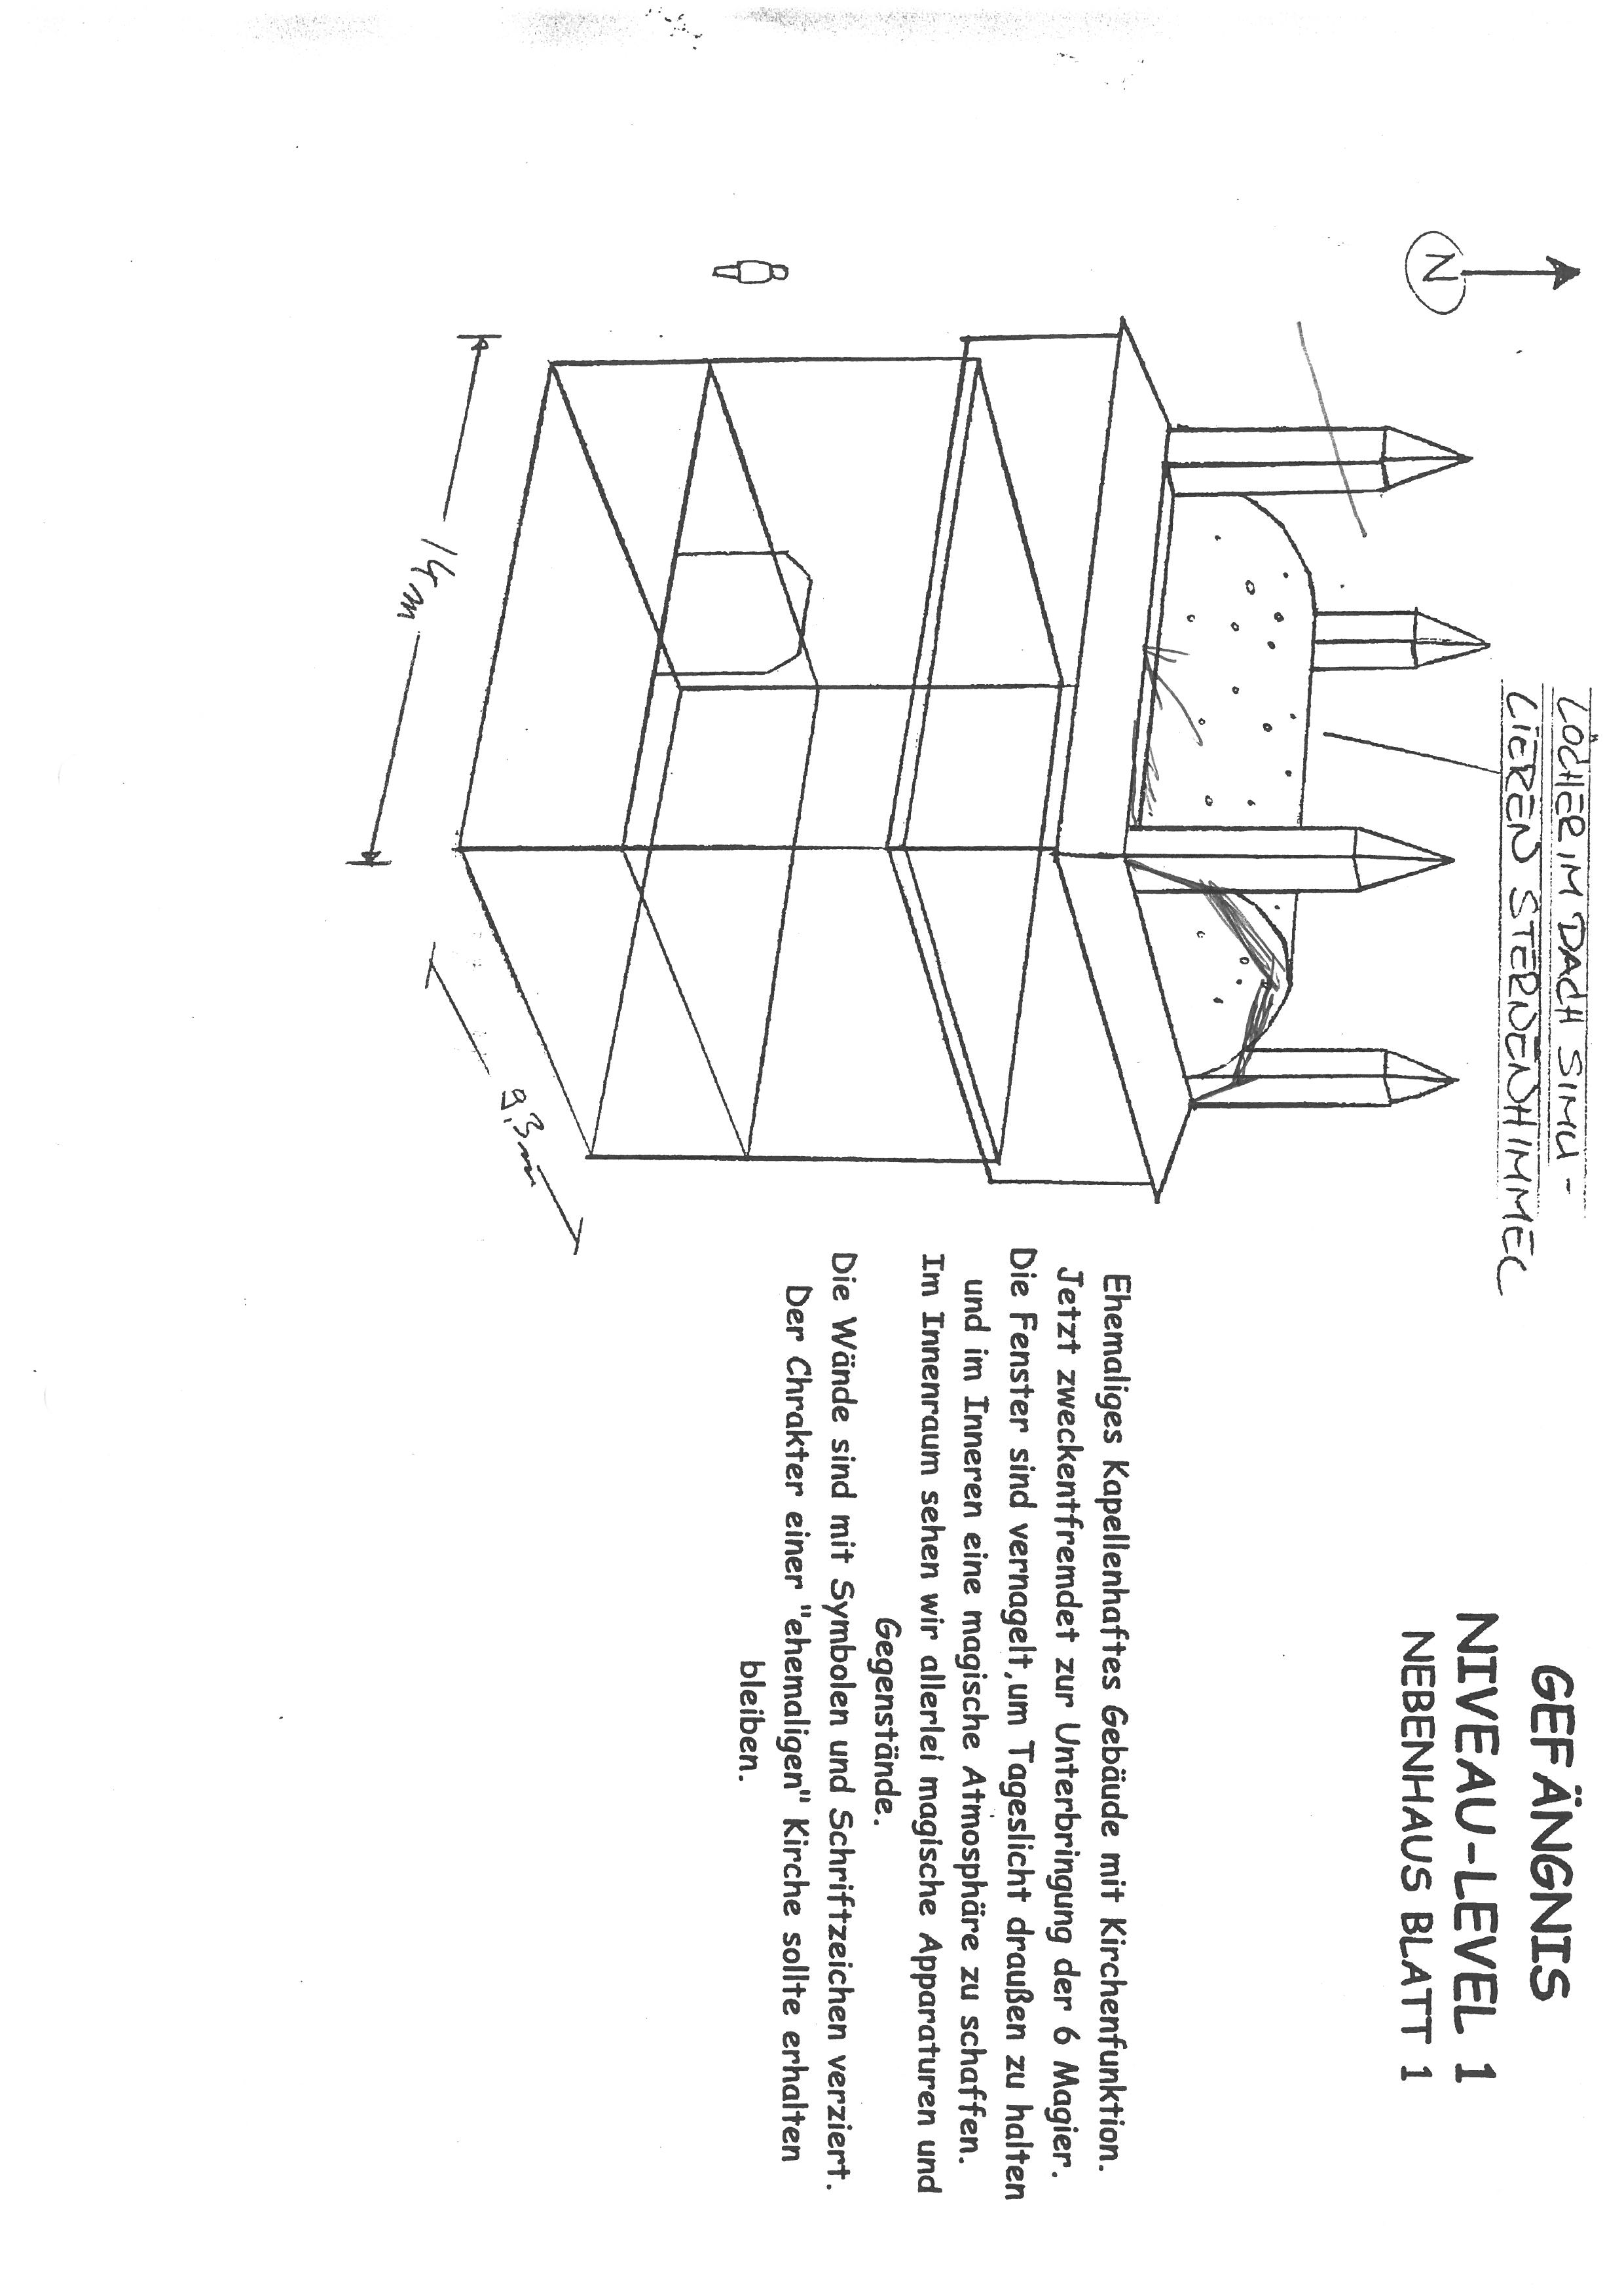 GEFÄNGNIS
NIVEAU-LEVEL 1
NEBENHAUS BLATT 1
LÖCHER IM DACH SIMU-
LIEREN STERNENHIMMEL
N
Ehemaliges Kapellenhaftes Gebäude mit Kirchenfunktion.
Jetzt zweckentfremdet zur Unterbringung der 6 Magier.
Die Fenster sind vernagelt,um Tageslicht draußen zu halten
und im Inneren eine magische Atmosphäre zu schaffen.
Im Innenraum sehen wir allerlei magische Apparaturen und
Gegenstände.
Die Wände sind mit Symbolen und Schriftzeichen verziert.
Der Chrakter einer "ehemaligen" Kirche sollte erhalten
bleiben.
14m
9,3m